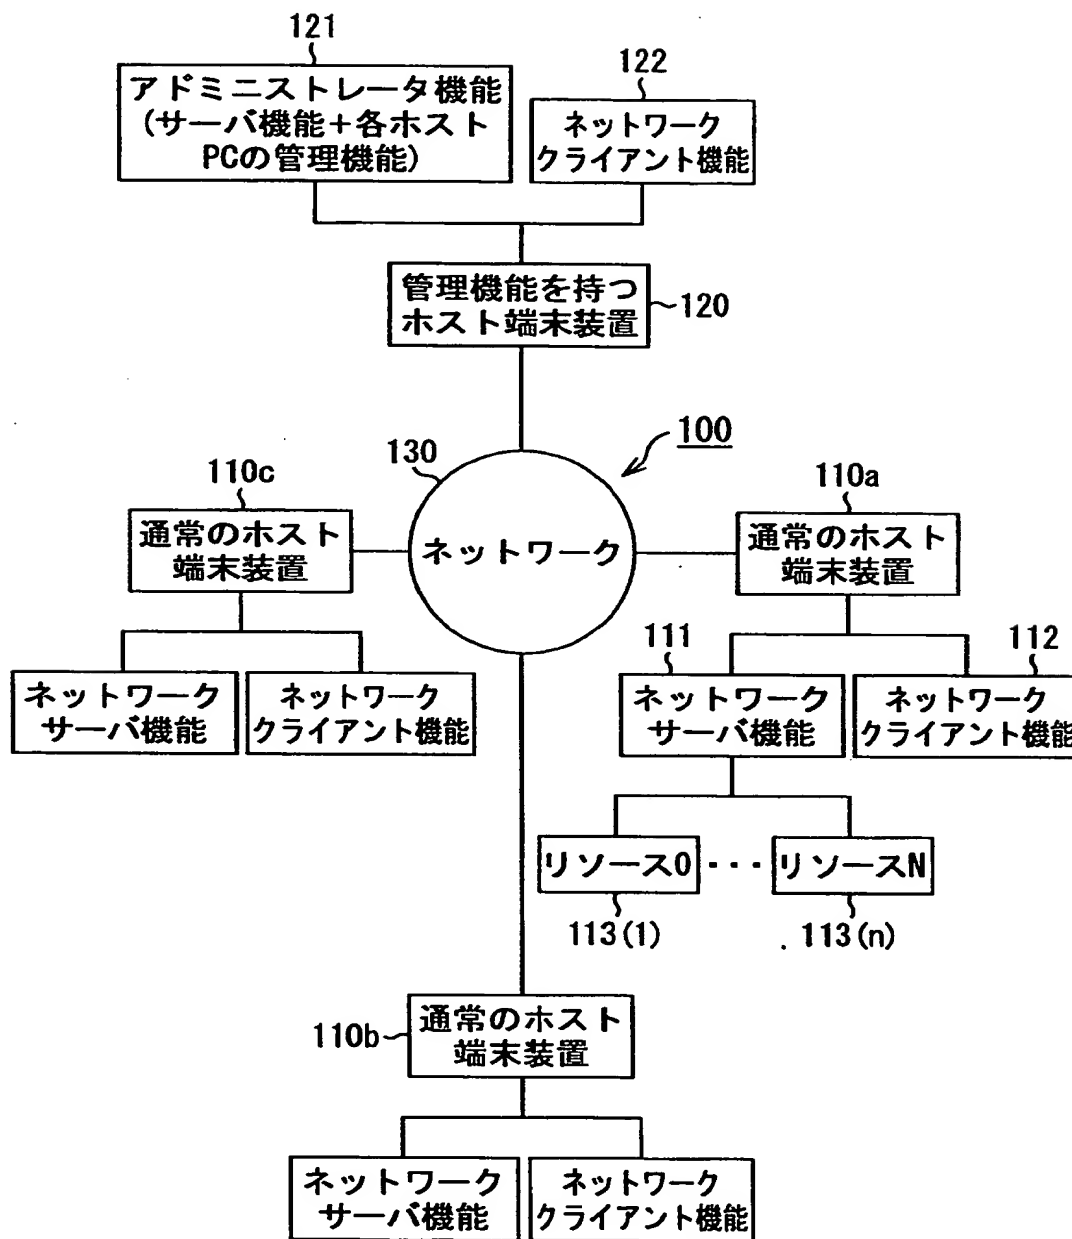 121
アドミニストレータ機能
(サーバ機能+各ホスト
PCの管理機能)
122
ネットワーク
クライアント機能
管理機能を持つ
ホスト端末装置
120
100
130
ネットワーク
110c
通常のホスト
端末装置
ネットワーク
サーバ機能
ネットワーク
クライアント機能
110a
通常のホスト
端末装置
111
ネットワーク
サーバ機能
112
ネットワーク
クライアント機能
リソース0
・・・
リソースN
113(1)
113(n)
110b
通常のホスト
端末装置
ネットワーク
サーバ機能
ネットワーク
クライアント機能